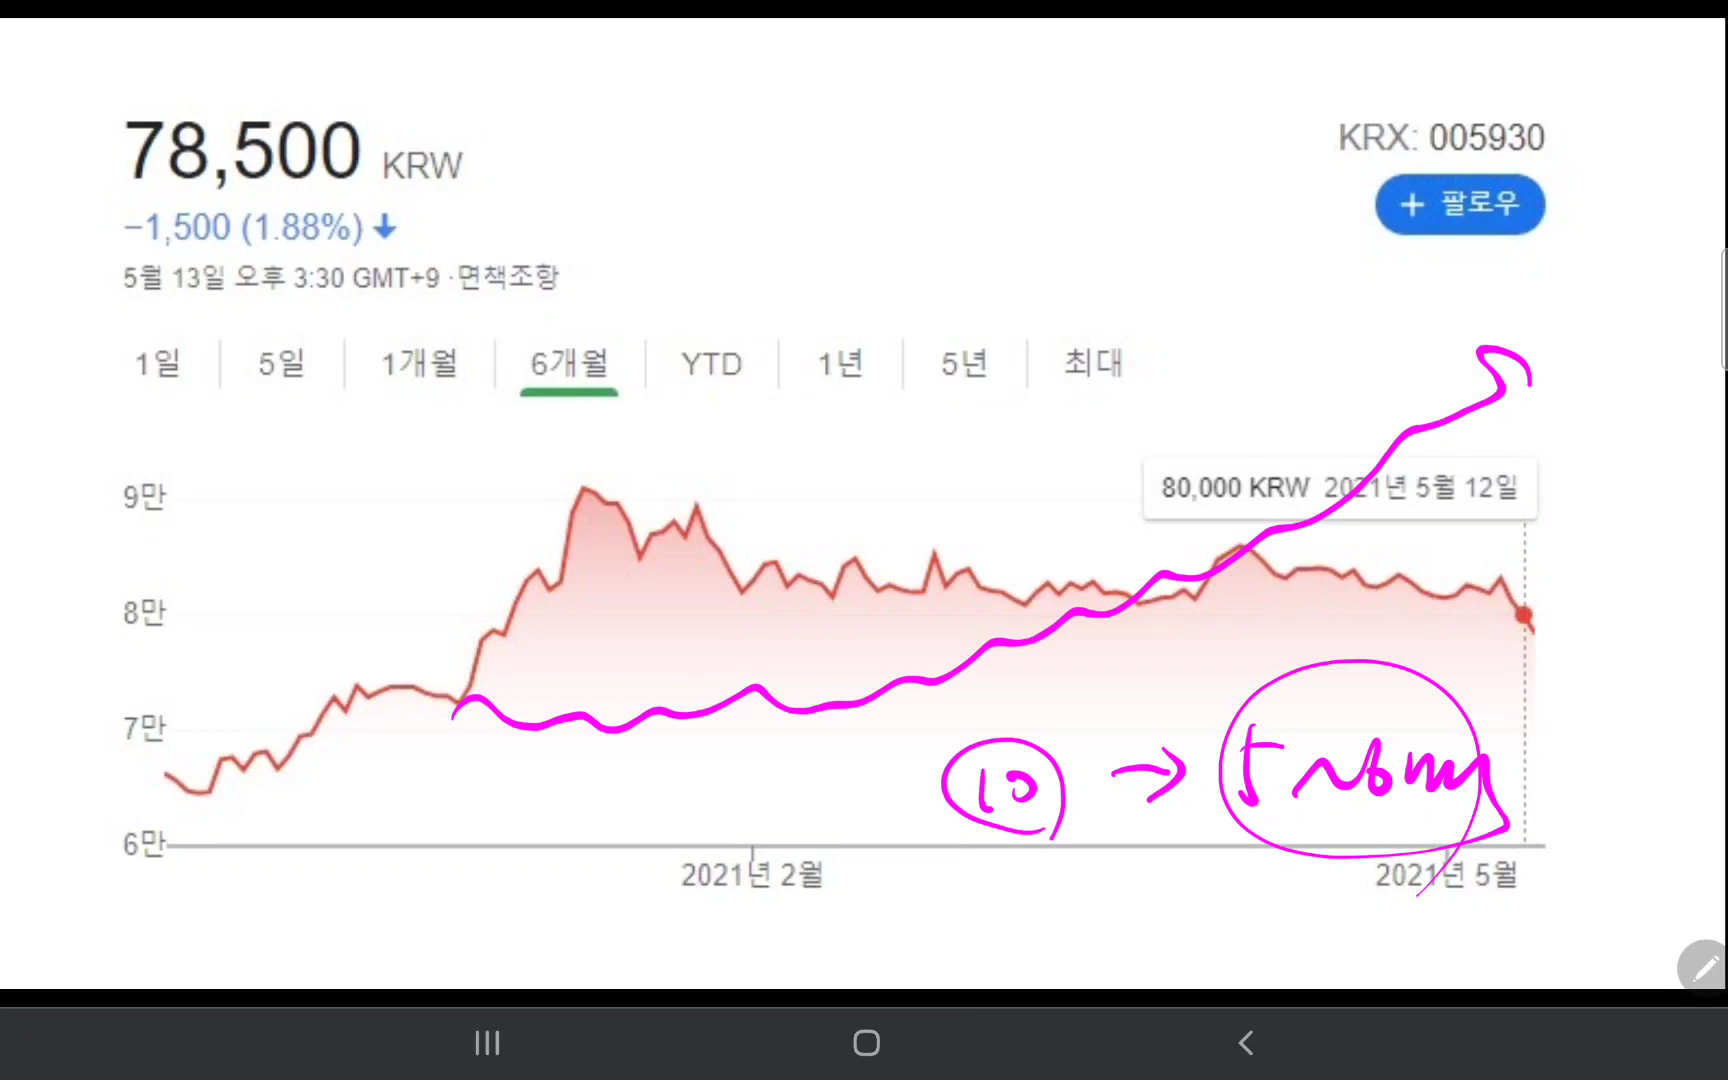 78,500 KRW
KRX: 005930
−1,500 (1.88%) ↓
+ 팔로우
5월 13일 오후 3:30 GMT+9 · 면책조항
1일 5일 1개월 6개월 YTD 1년 5년 최대
80,000 KRW 2021년 5월 12일
9만
8만
7만
6만
10 →
2021년 2월 2021년 5월